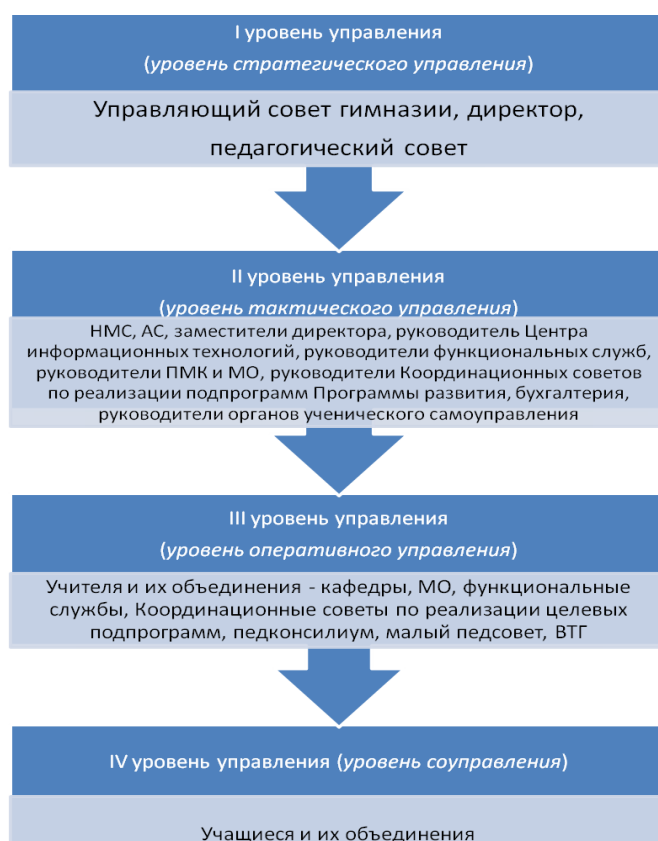 I уровень управления
(уровень стратегического управления)
Управляющий совет гимназии, директор,
педагогический совет
II уровень управления
(уровень тактического управления)
НМС, АС, заместители директора, руководитель Центра
информационных технологий, руководители функциональных служб,
руководители ПМК и МО, руководители Координационных советов
по реализации подпрограмм Программы развития, бухгалтерия,
руководители органов ученического самоуправления
III уровень управления
(уровень оперативного управления)
Учителя и их объединения - кафедры, МО, функциональные
службы, Координационные советы по реализации целевых
подпрограмм, педконсилиум, малый педсовет, ВТГ
IV уровень управления (уровень соуправления)
Учащиеся и их объединения